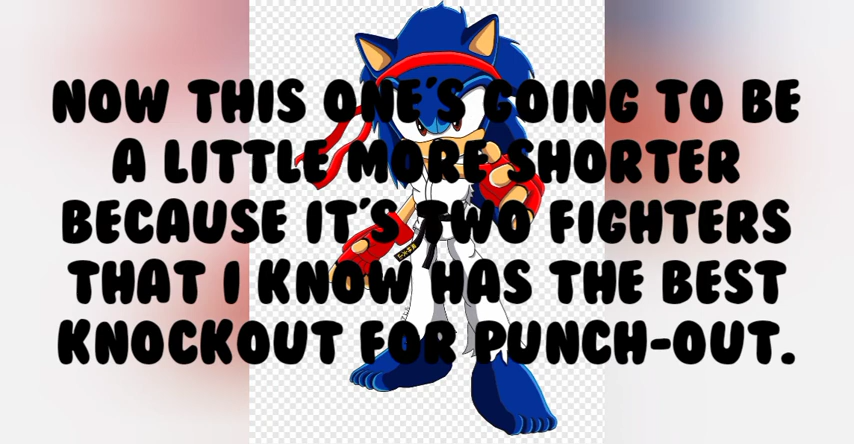 NOW THIS ONE'S GOING TO BE
A LITTLE MORE SHORTER
BECAUSE IT'S TWO FIGHTERS
THAT I KNOW HAS THE BEST
KNOCKOUT FOR PUNCH-OUT.